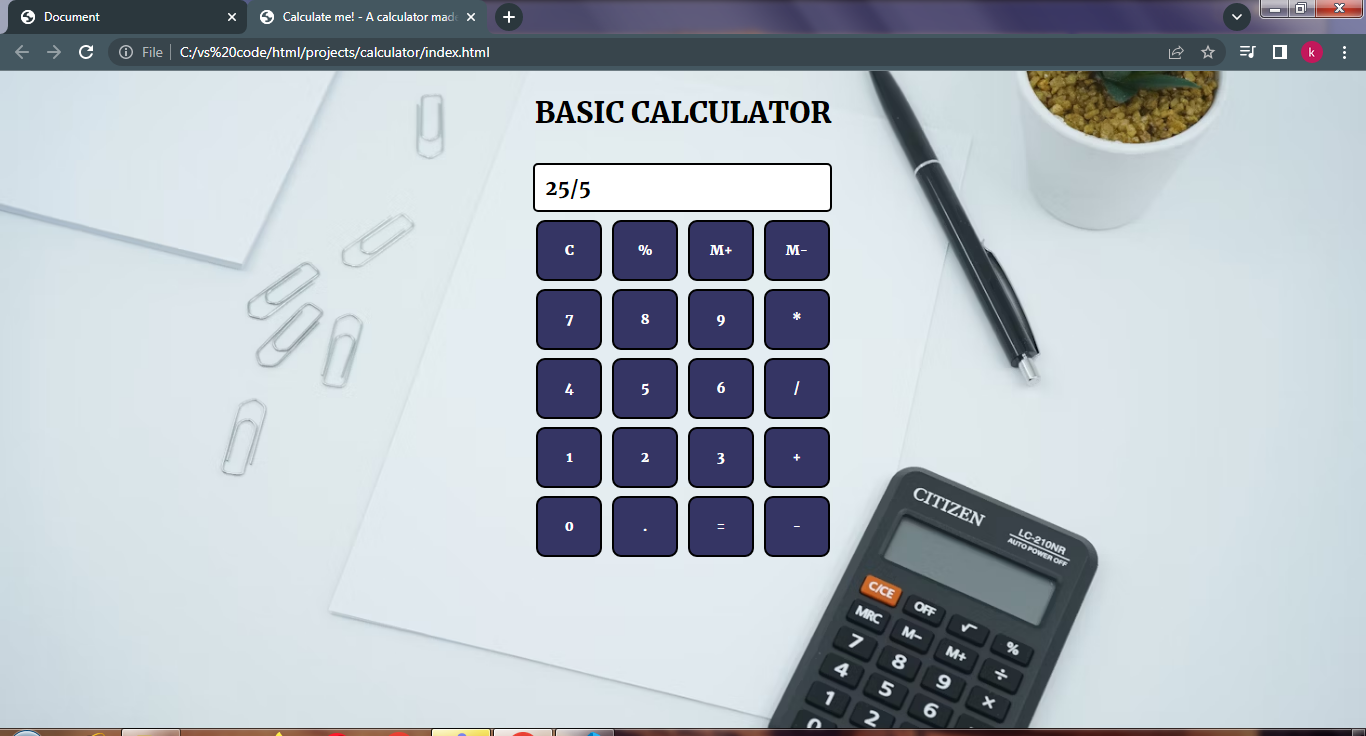 Document
Calculate me! - A calculator made
File
C:/vs%20code/html/projects/calculator/index.html
k
BASIC CALCULATOR
25/5
C % M+ M-
7 8 9 *
4 5 6 /
1 2 3 +
0 . = -
CITIZEN
LC-210NR
AUTO POWER OFF
C/CE OFF √ %
MRC M− M+ ÷
7 8 9 ×
4 5 6
1 2
0